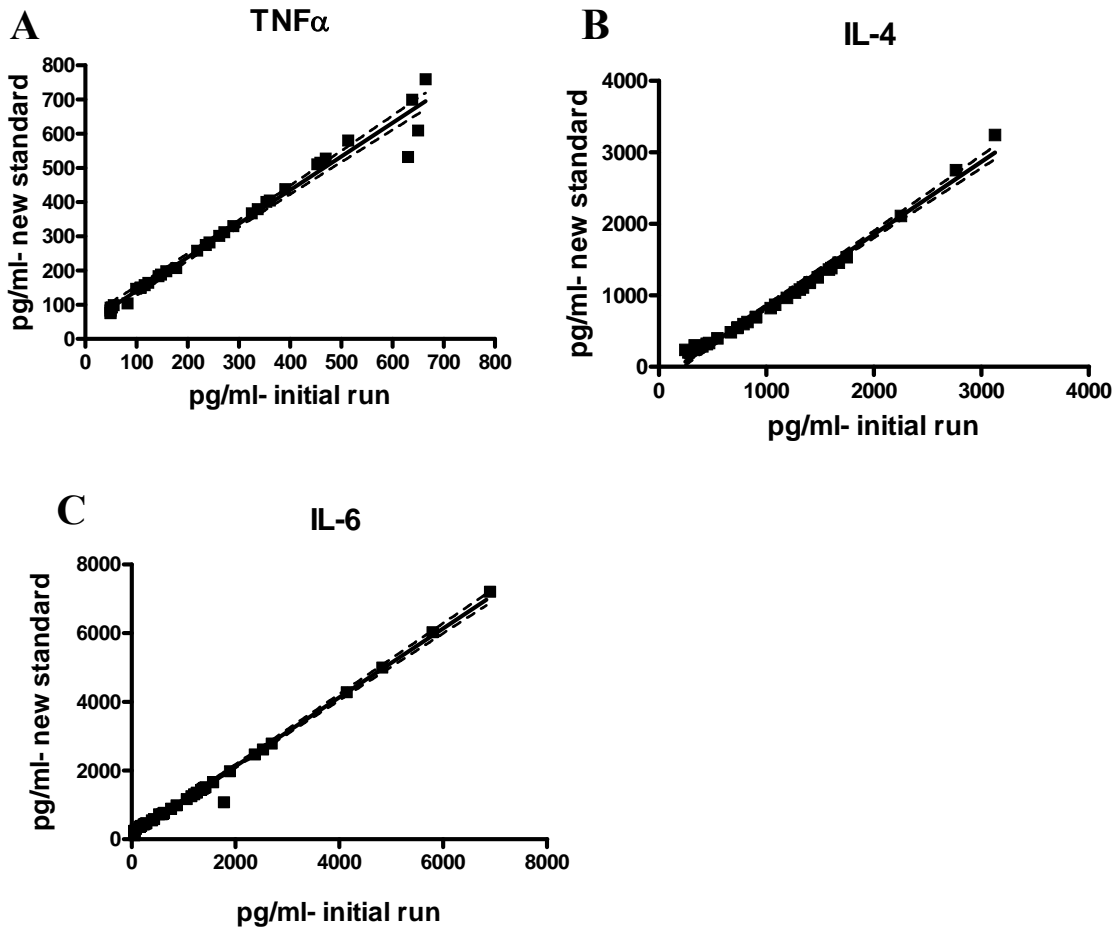 A
TNFα
pg/ml- new standard
800
700
600
500
400
300
200
100
0
0 100 200 300 400 500 600 700 800
pg/ml- initial run
B
IL-4
pg/ml- new standard
4000
3000
2000
1000
0
0 1000 2000 3000 4000
pg/ml- initial run
C
IL-6
pg/ml- new standard
8000
6000
4000
2000
0
0 2000 4000 6000 8000
pg/ml- initial run